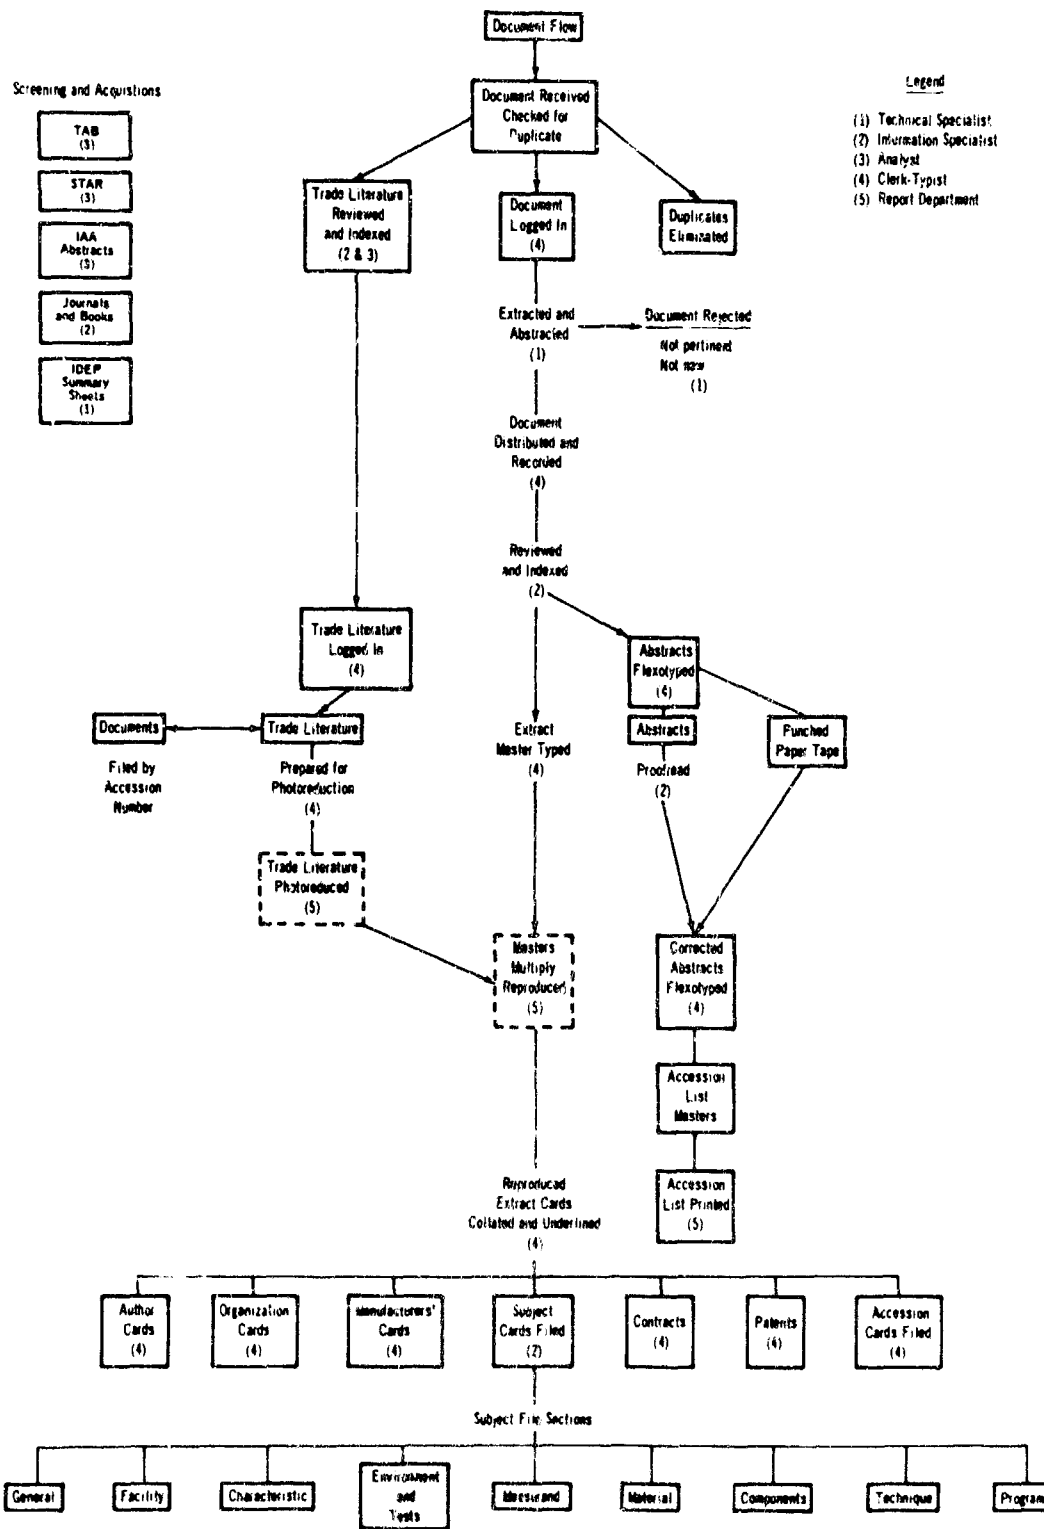 Document Flow
Screening and Acquistions
TAB
(3)
STAR
(3)
IAA
Abstracts
(3)
Journals
and Books
(2)
IDEP
Summary
Sheets
(1)
Document Received
Checked for
Duplicate
Legend
(1) Technical Specialist
(2) Information Specialist
(3) Analyst
(4) Clerk-Typist
(5) Report Department
Trade Literature
Reviewed
and Indexed
(2 & 3)
Document
Logged In
(4)
Duplicates
Eliminated
Extracted and
Abstracted
(1)
Document Rejected
Not pertinent
Not new
(1)
Document
Distributed and
Recorded
(4)
Reviewed
and Indexed
(2)
Trade Literature
Logged In
(4)
Abstracts
Flexotyped
(4)
Documents
Trade Literature
Filed by
Accession
Number
Prepared for
Photoreduction
(4)
Extract
Master Typed
(4)
Abstracts
Proofread
(2)
Punched
Paper Tape
Trade Literature
Photoreduced
(5)
Masters
Multiply
Reproduced
(5)
Corrected
Abstracts
Flexotyped
(4)
Accession
List
Masters
Accession
List Printed
(5)
Reproduced
Extract Cards
Collated and Underlined
(4)
Author
Cards
(4)
Organization
Cards
(4)
Manufacturers'
Cards
(4)
Subject
Cards Filed
(2)
Contracts
(4)
Patents
(4)
Accession
Cards Filed
(4)
Subject File Sections
General
Facility
Characteristic
Environment
and
Tests
Measurand
Material
Components
Technique
Program